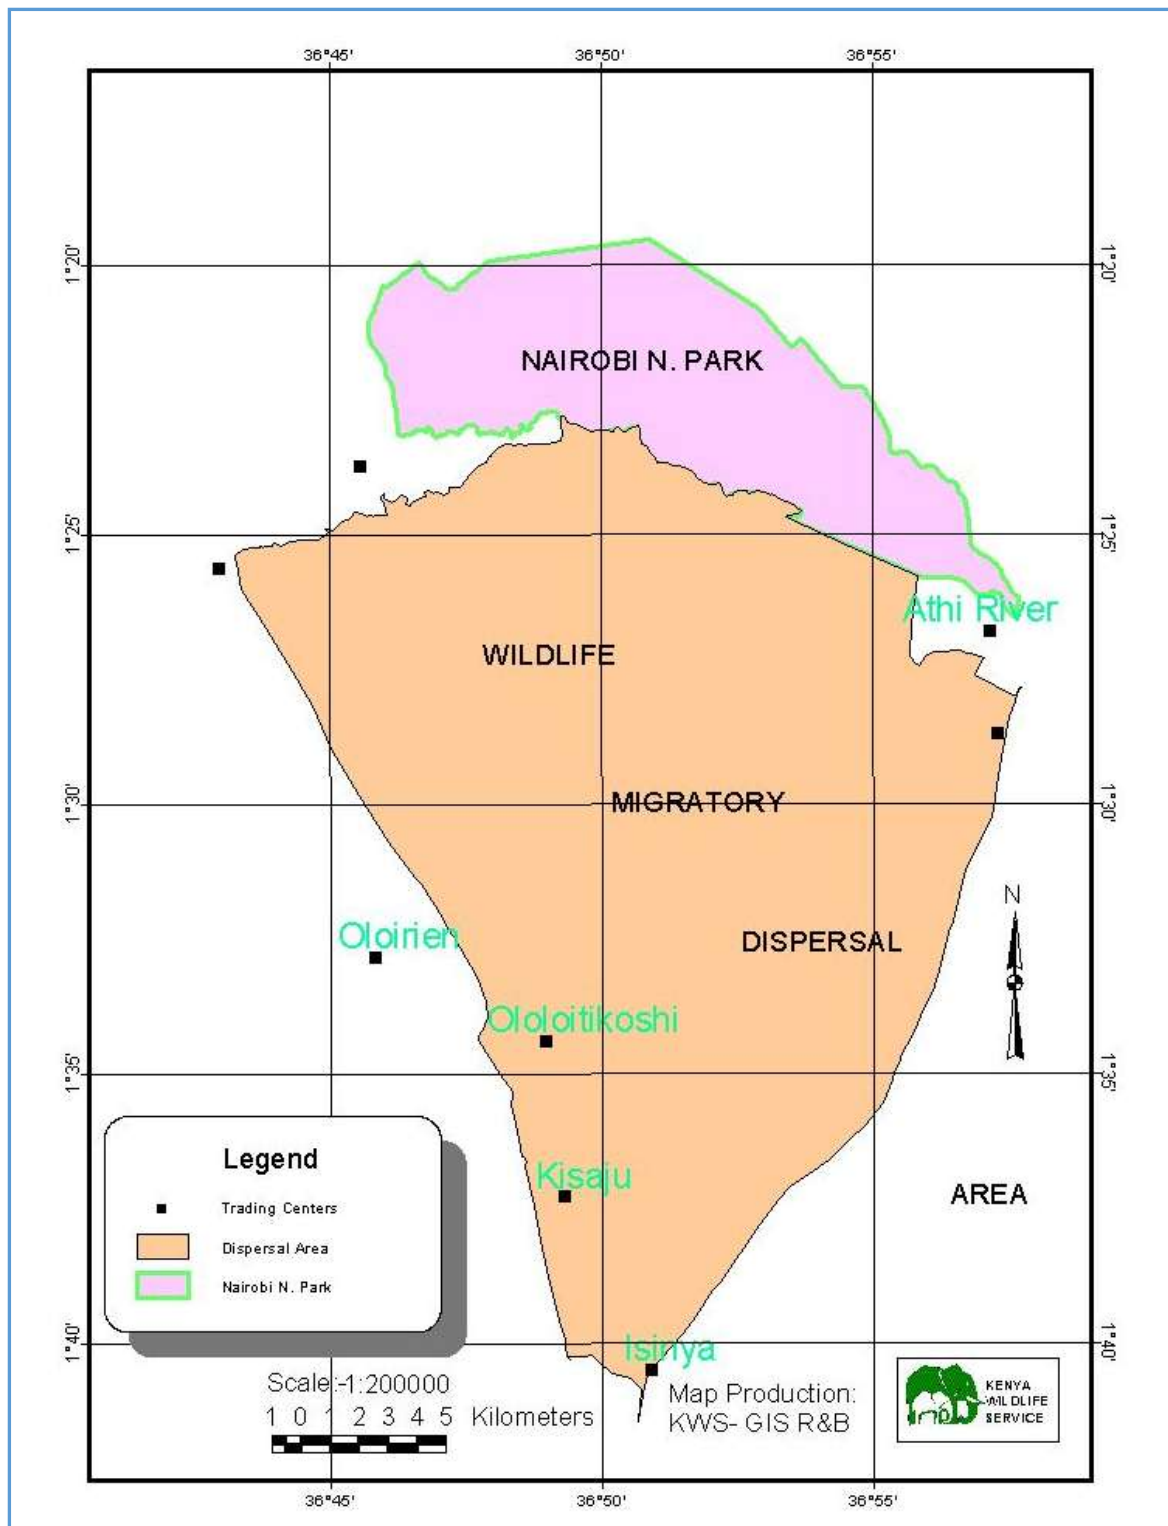 36°45' 36°50' 36°55'
1°20' 1°20'
NAIROBI N. PARK
1°25' 1°25'
Athi River
WILDLIFE
MIGRATORY
1°30' 1°30'
N
Oloirien
DISPERSAL
Ololoitikoshi
1°35' 1°35'
Legend
Trading Centers
Dispersal Area
Nairobi N. Park
Kisaju
AREA
1°40' 1°40'
Isinya
Scale:-1:200000
1 0 1 2 3 4 5 Kilometers
Map Production:
KWS- GIS R&B
KENYA
WILDLIFE
SERVICE
36°45' 36°50' 36°55'